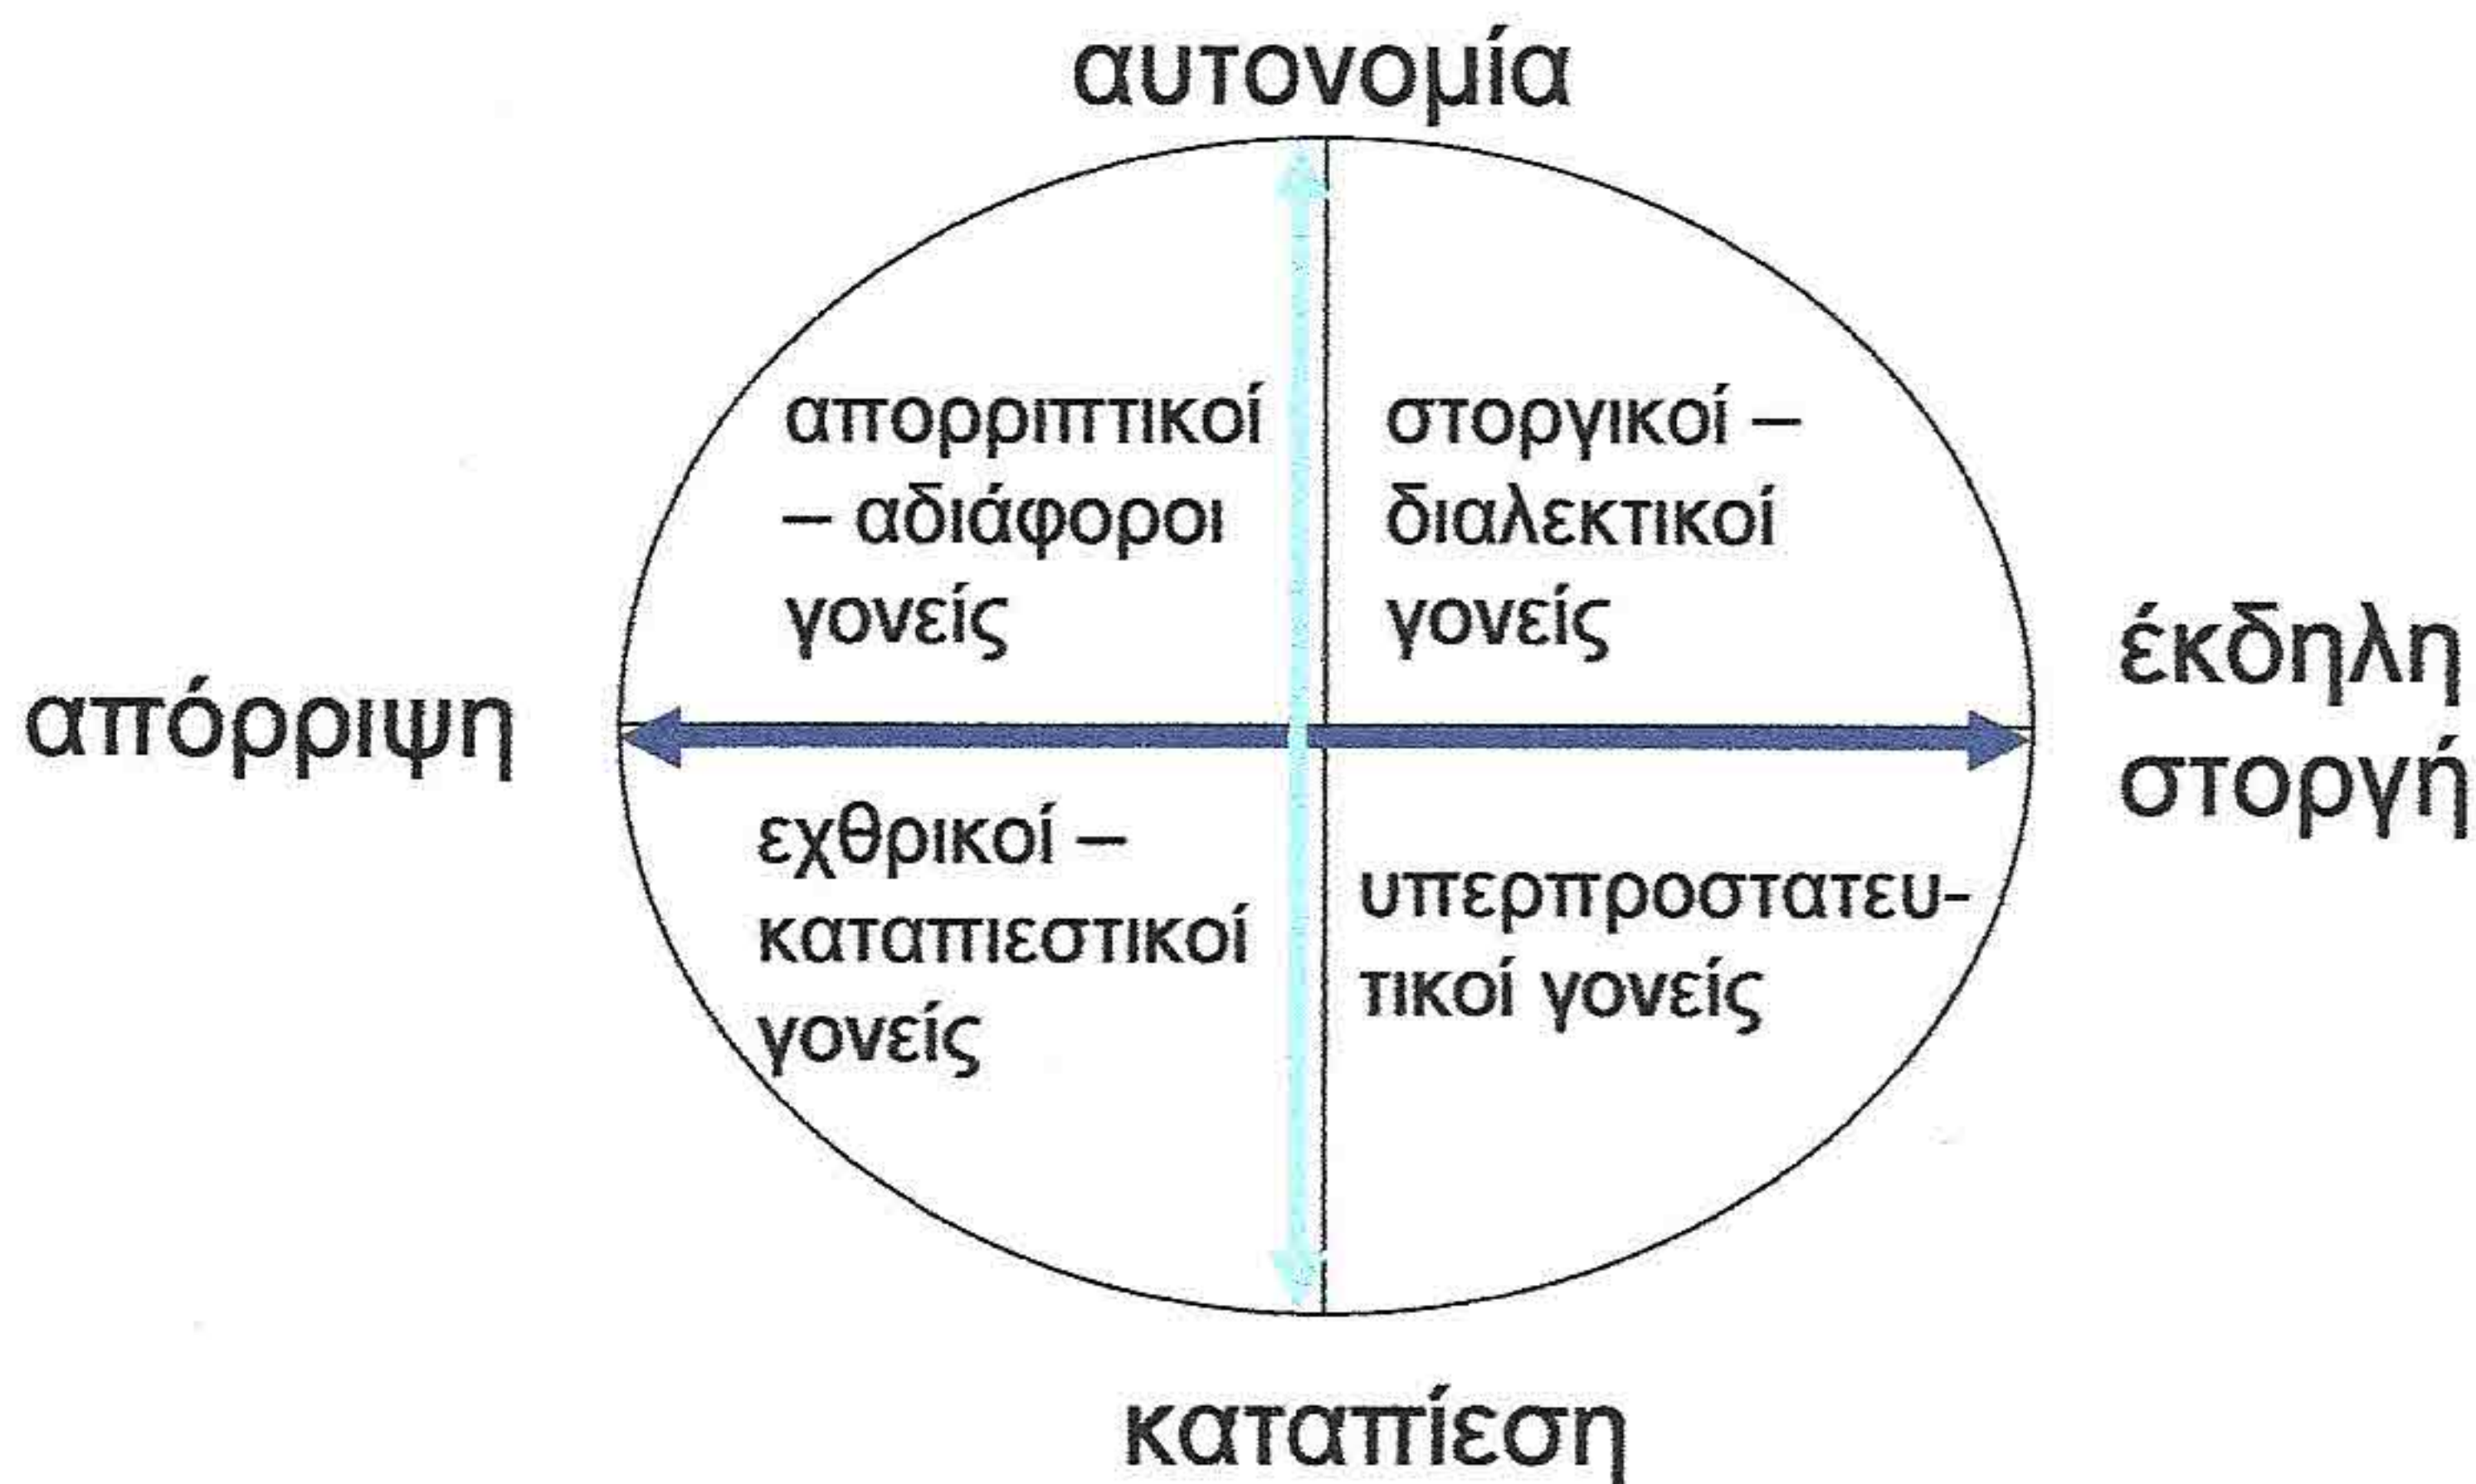 αυτονομία
απορριπτικοί
– αδιάφοροι
γονείς
στοργικοί –
διαλεκτικοί
γονείς
απόρριψη
έκδηλη
στοργή
εχθρικοί –
καταπιεστικοί
γονείς
υπερπροστατευ-
τικοί γονείς
καταπίεση